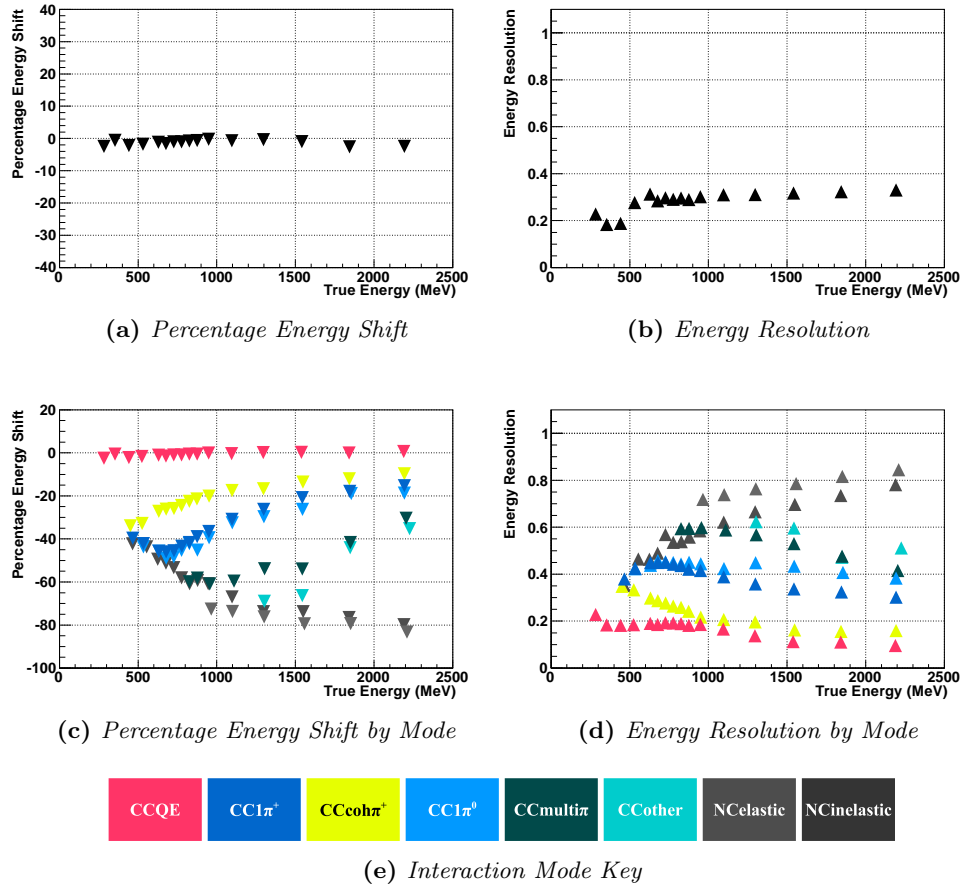 Percentage Energy Shift
40
30
20
10
0
-10
-20
-30
-40
0 500 1000 1500 2000 2500
True Energy (MeV)
(a) Percentage Energy Shift
Energy Resolution
1
0.8
0.6
0.4
0.2
0
0 500 1000 1500 2000 2500
True Energy (MeV)
(b) Energy Resolution
Percentage Energy Shift
20
0
-20
-40
-60
-80
-100
0 500 1000 1500 2000 2500
True Energy (MeV)
(c) Percentage Energy Shift by Mode
Energy Resolution
1
0.8
0.6
0.4
0.2
0
0 500 1000 1500 2000 2500
True Energy (MeV)
(d) Energy Resolution by Mode
CCQE CC1π⁺ CCcohπ⁺ CC1π⁰ CCmultiπ CCother NCelastic NCinelastic
(e) Interaction Mode Key